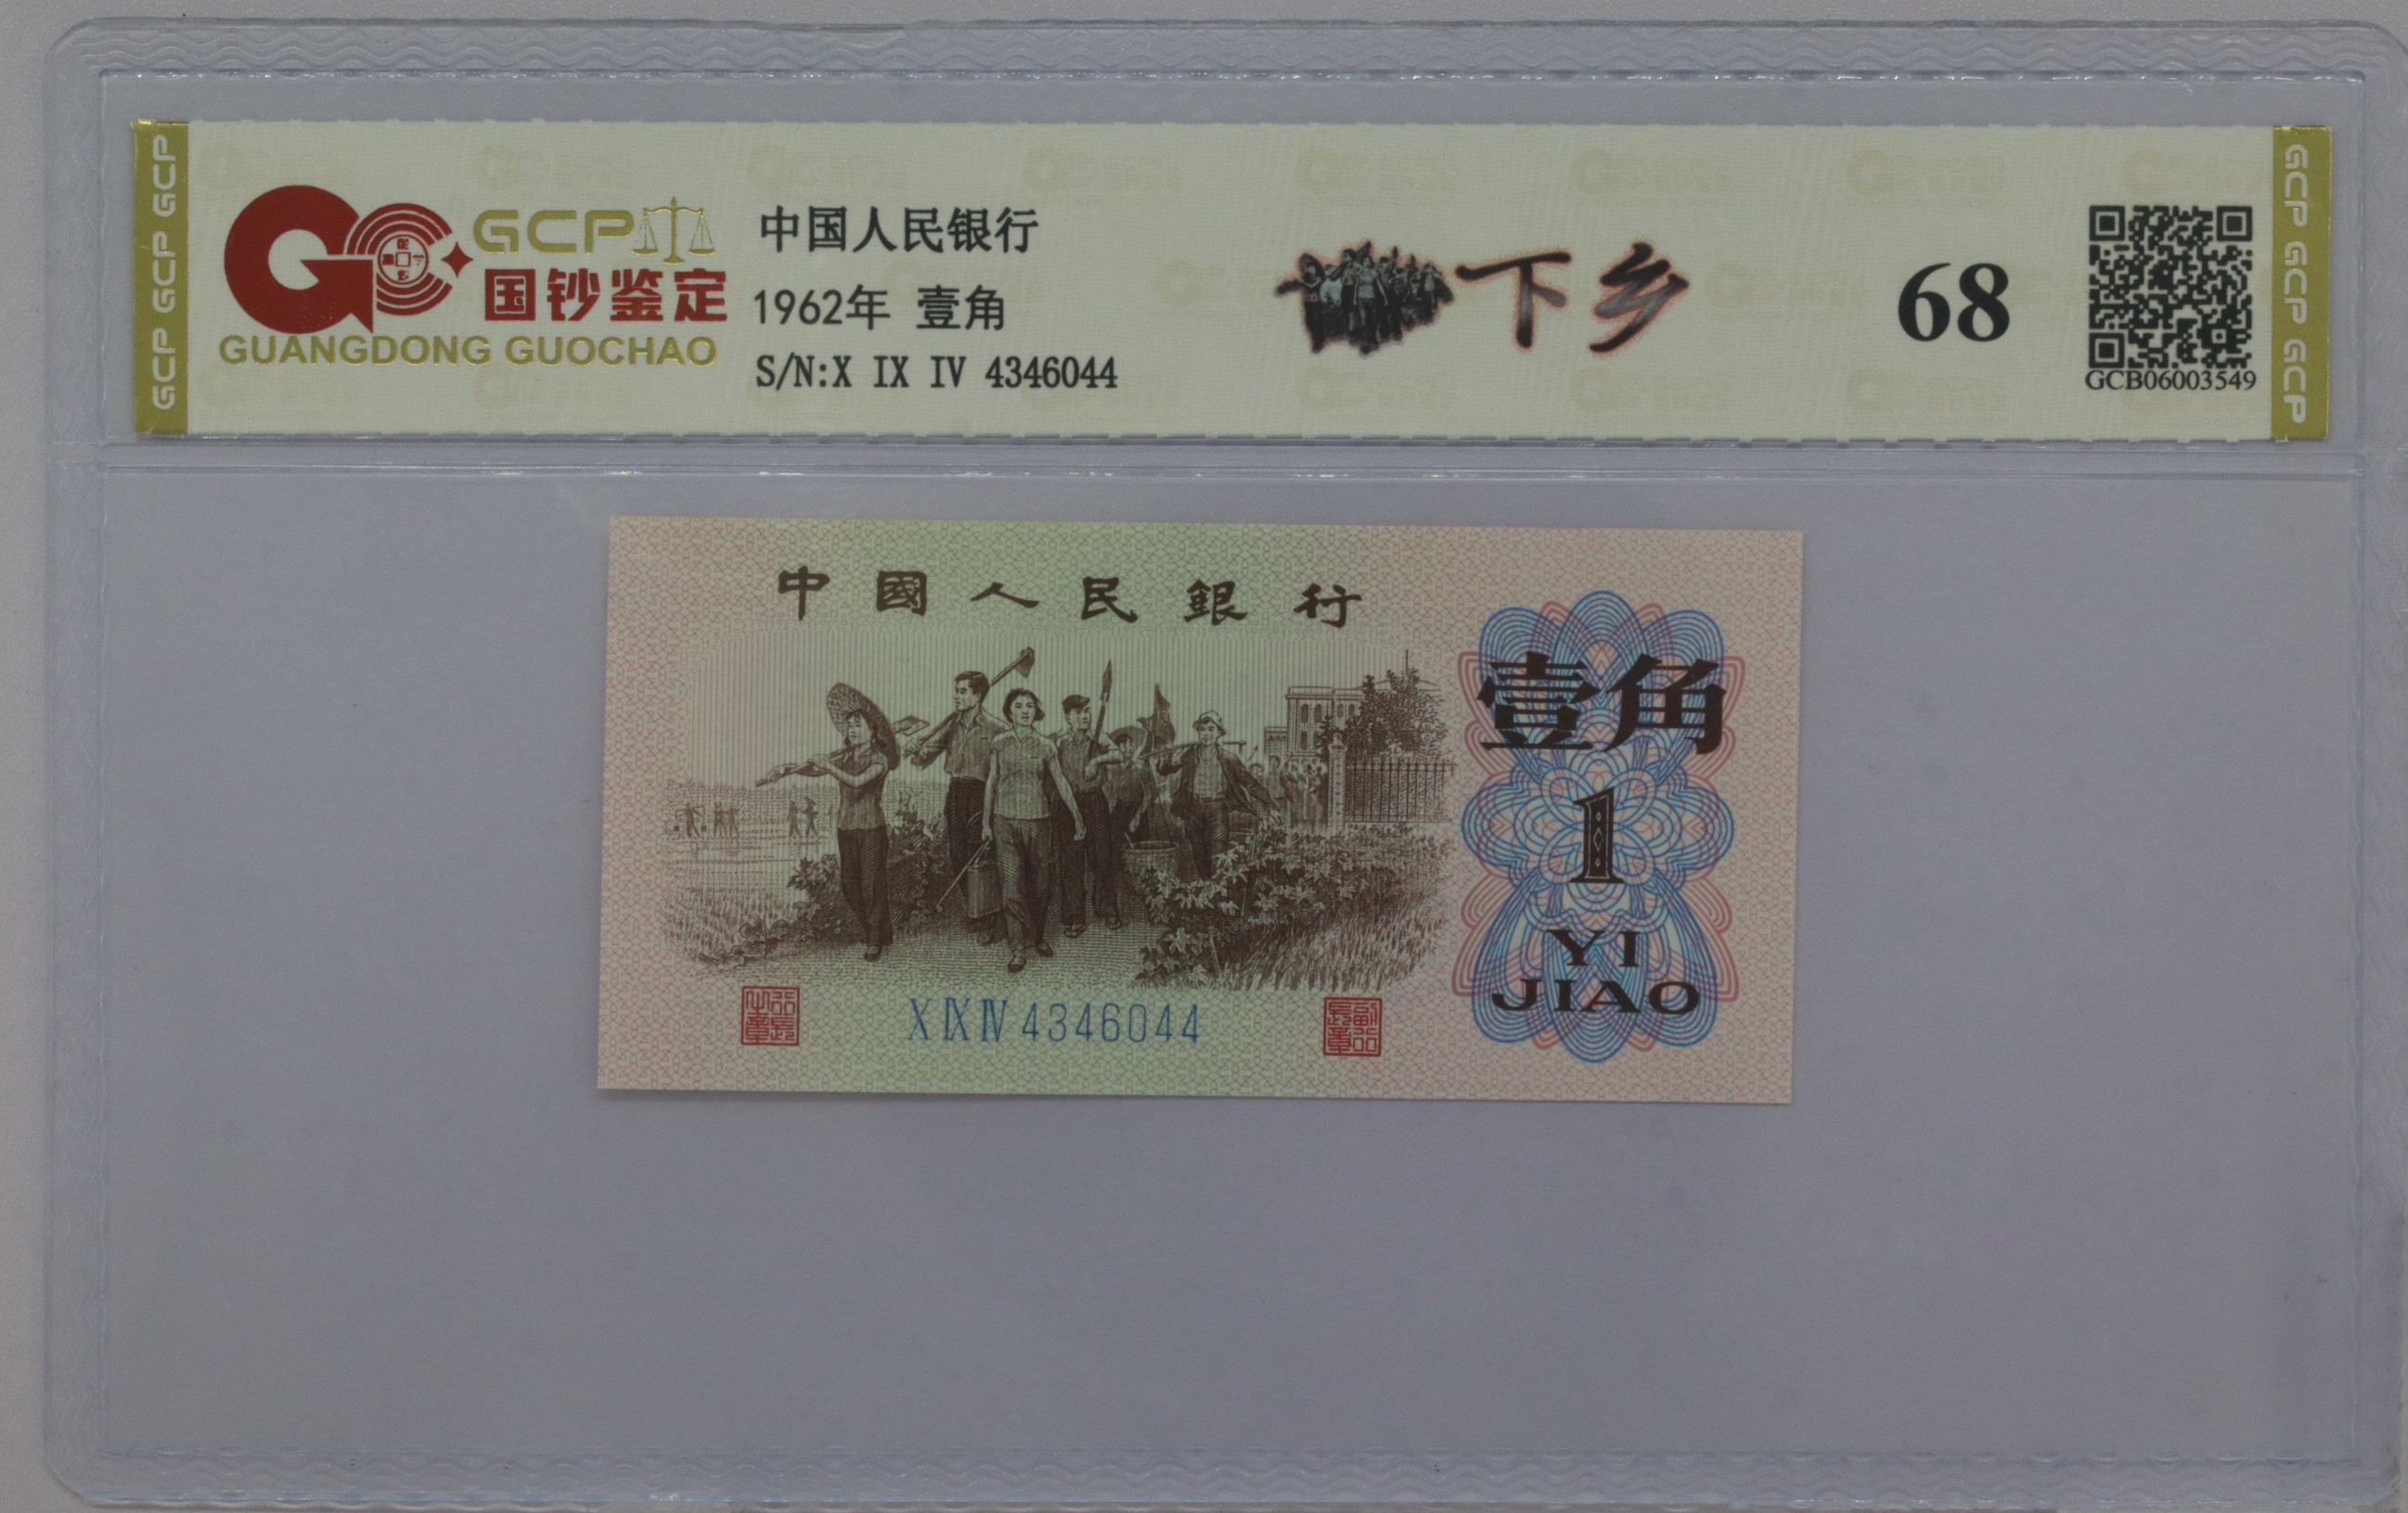 GCP GCP GCP
GCP
国钞鉴定
GUANGDONG GUOCHAO
中国人民银行
1962年 壹角
S/N:X IX IV 4346044
下乡
68
GCB06003549
GCP GCP GCP
中國人民銀行
壹角
1
YI
JIAO
X IX IV 4346044